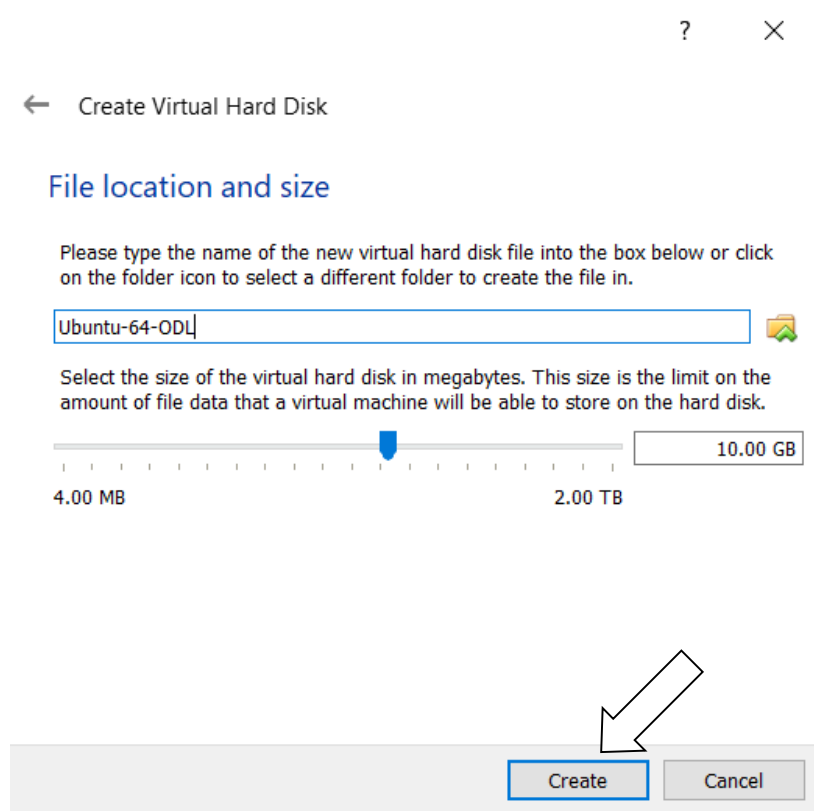 ?
Create Virtual Hard Disk
File location and size
Please type the name of the new virtual hard disk file into the box below or click
on the folder icon to select a different folder to create the file in.
Ubuntu-64-ODL
Select the size of the virtual hard disk in megabytes. This size is the limit on the
amount of file data that a virtual machine will be able to store on the hard disk.
10.00 GB
4.00 MB 2.00 TB
Create Cancel